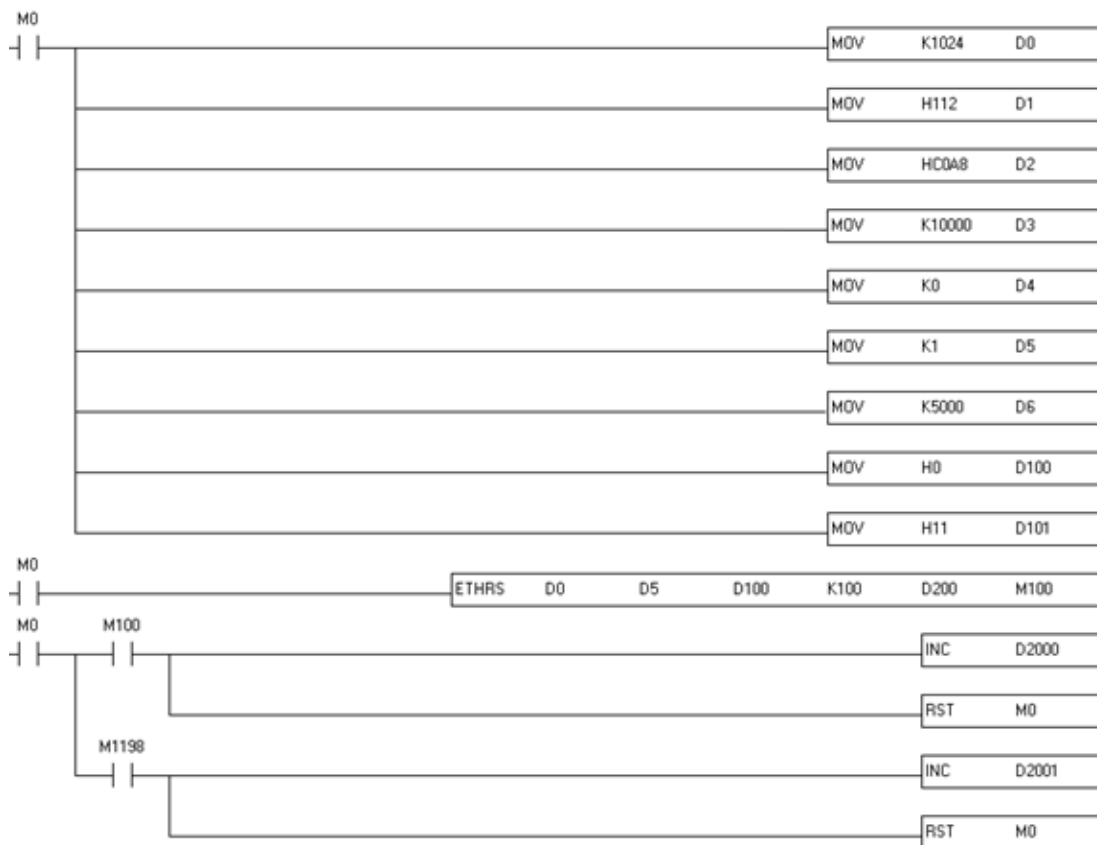 M0
MOV K1024 D0
MOV H112 D1
MOV HC0A8 D2
MOV K10000 D3
MOV K0 D4
MOV K1 D5
MOV K5000 D6
MOV H0 D100
MOV H11 D101
M0
ETHRS D0 D5 D100 K100 D200 M100
M0 M100
INC D2000
RST M0
M1198
INC D2001
RST M0